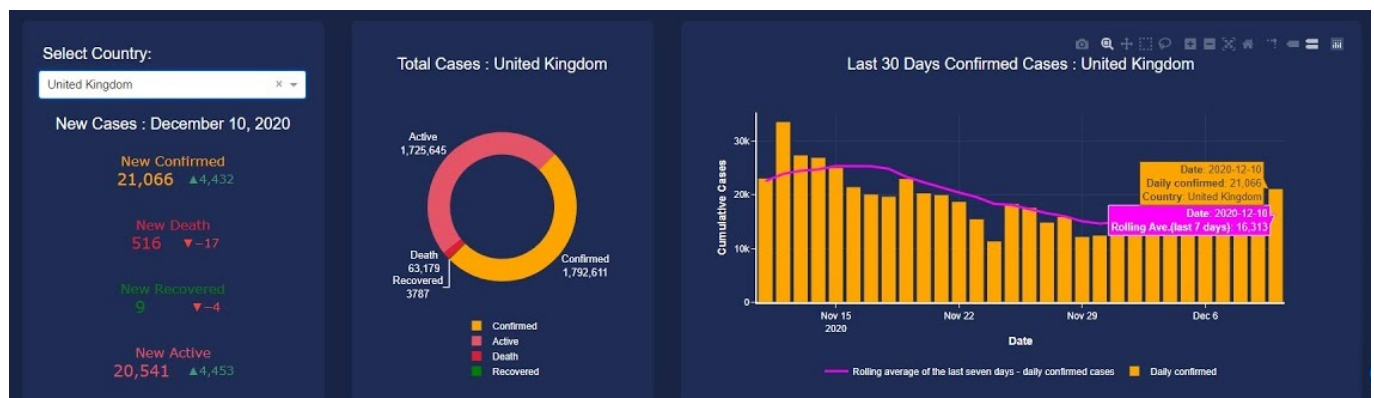 Select Country:
United Kingdom
New Cases : December 10, 2020
New Confirmed
21,066 ▲4,432
New Death
516 ▼−17
New Recovered
9 ▼−4
New Active
20,541 ▲4,453
Total Cases : United Kingdom
Active
1,725,645
Death
63,179
Recovered
3787
Confirmed
1,792,611
Confirmed
Active
Death
Recovered
Last 30 Days Confirmed Cases : United Kingdom
Cumulative Cases
30k
20k
10k
0
Date: 2020-12-10
Daily confirmed: 21,066
Country: United Kingdom
Date: 2020-12-10
Rolling Ave.(last 7 days): 16,313
Nov 15
2020
Nov 22
Nov 29
Dec 6
Date
Rolling average of the last seven days - daily confirmed cases
Daily confirmed